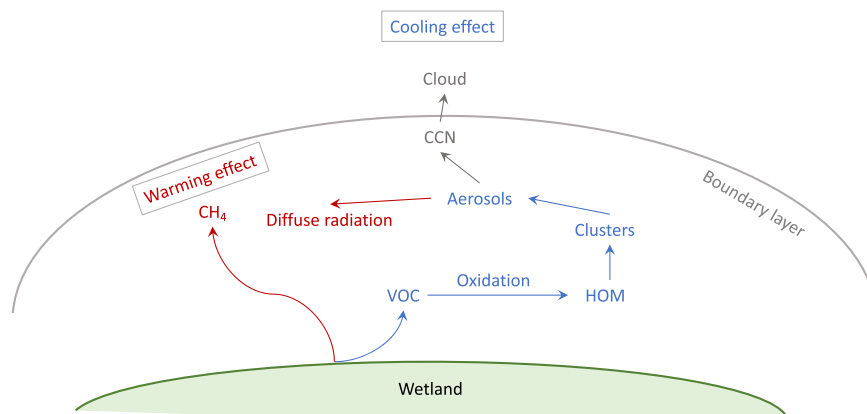 Cooling effect
Cloud
CCN
Warming effect
Boundary layer
CH₄
Diffuse radiation
Aerosols
Clusters
VOC
Oxidation
HOM
Wetland